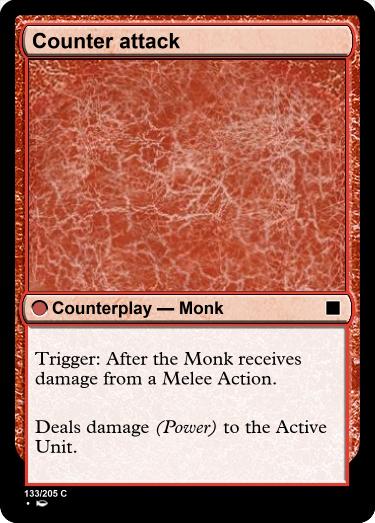 Counter attack
Counterplay — Monk
Trigger: After the Monk receives
damage from a Melee Action.
Deals damage (Power) to the Active
Unit.
133/205 C